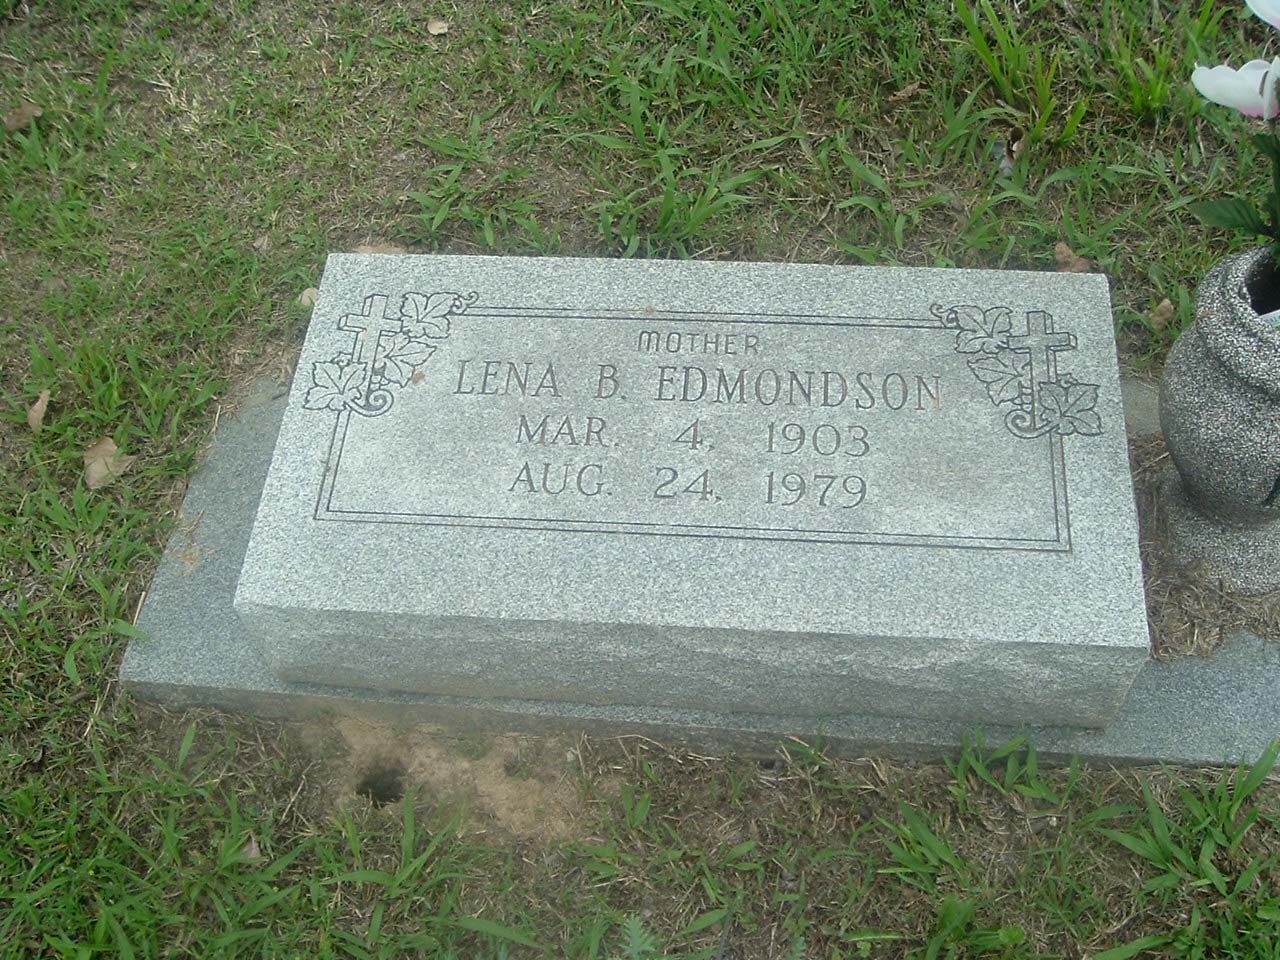 MOTHER
LENA B. EDMONDSON
MAR. 4, 1903
AUG. 24, 1979